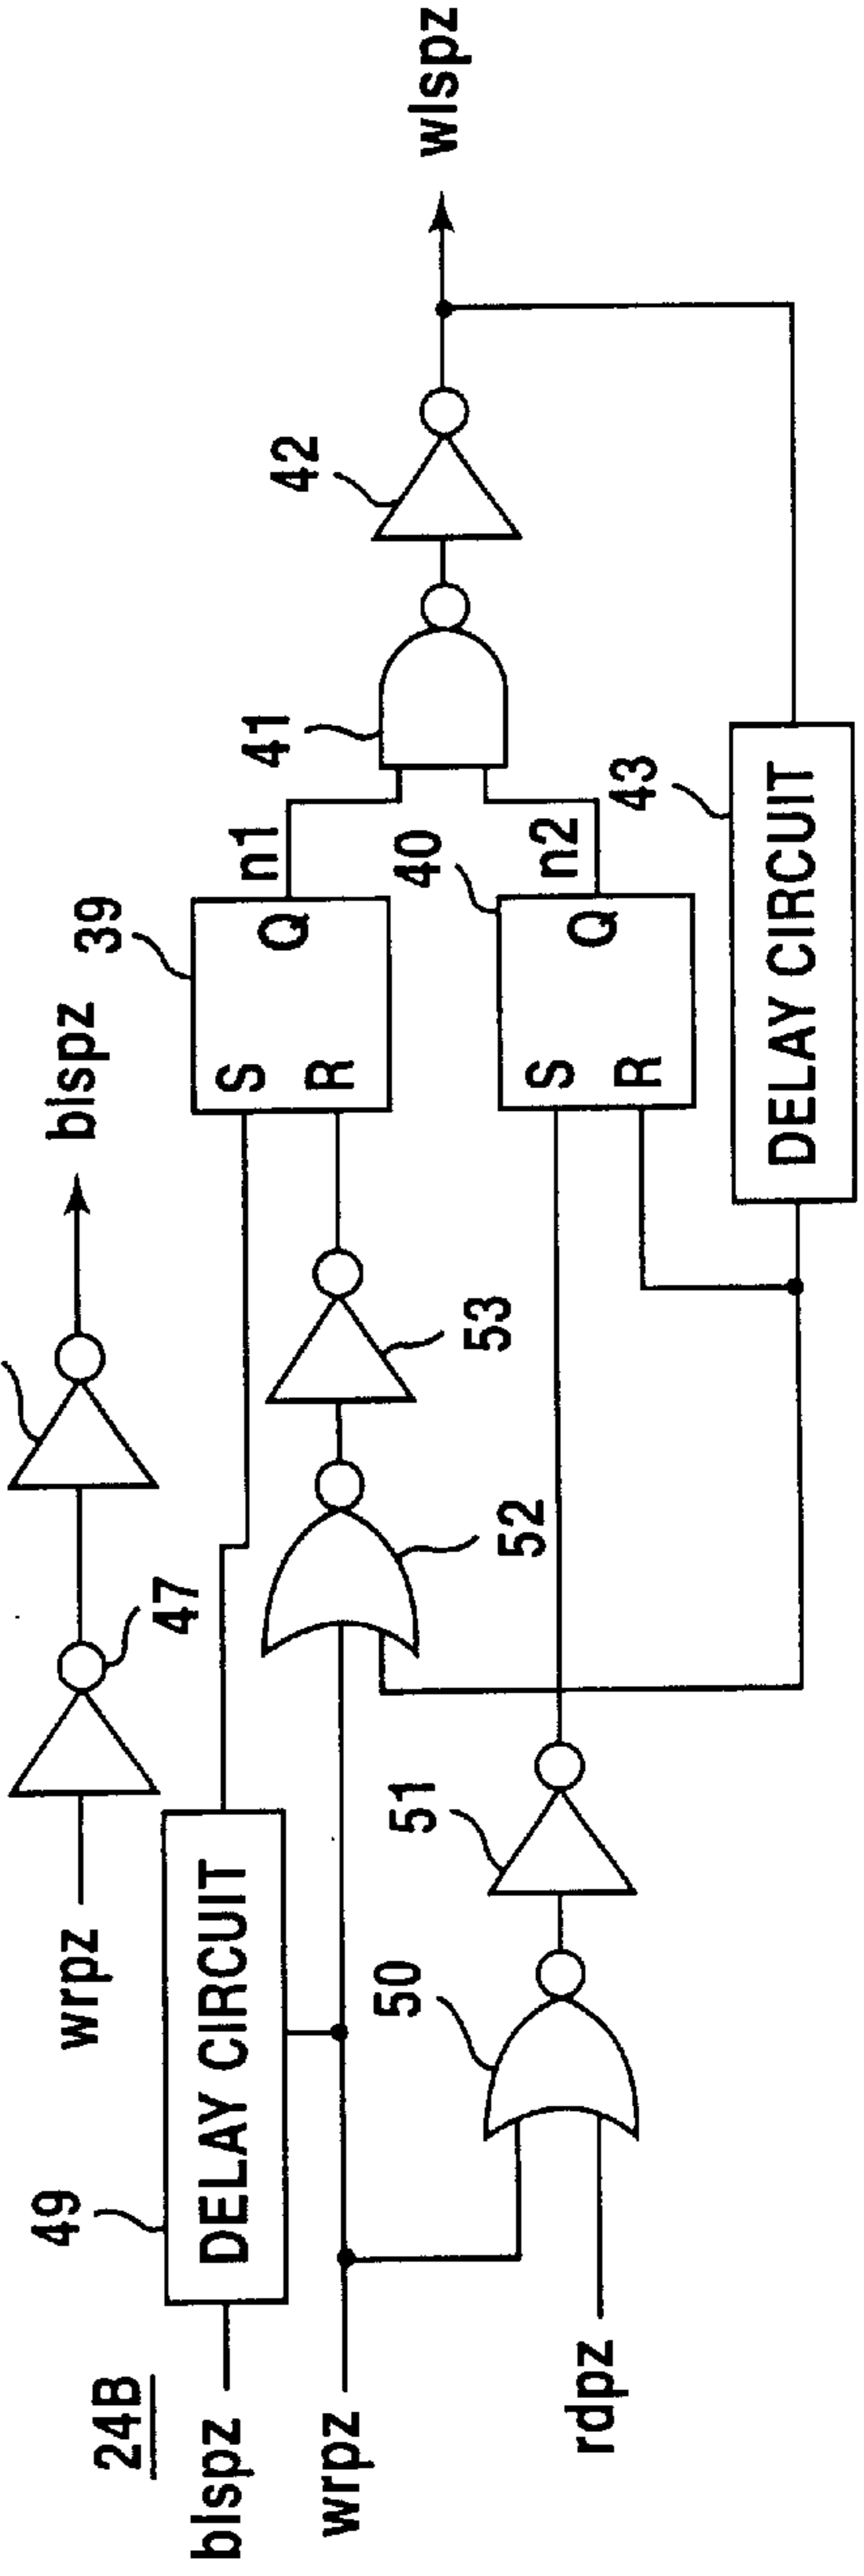 24B
wrpz
47
blspz
49
blspz
DELAY CIRCUIT
39
S
R
Q
n1
wrpz
52
53
41
42
wlspz
50
51
rdpz
40
S
R
Q
n2
43
DELAY CIRCUIT